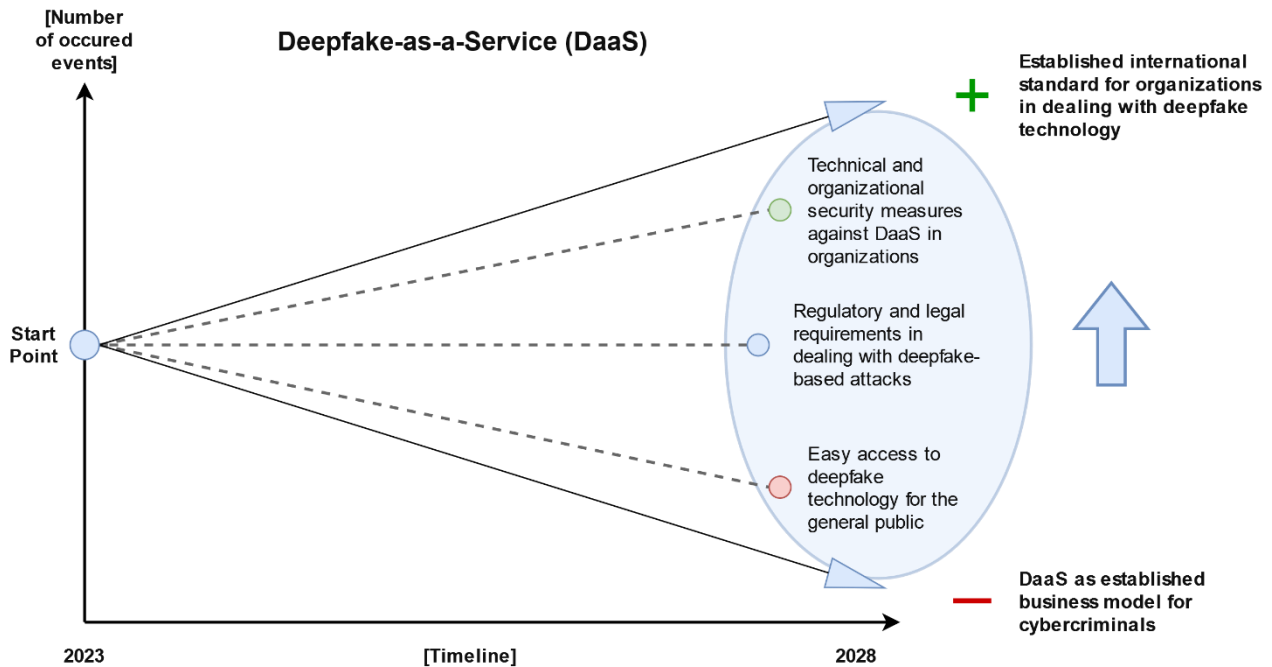 [Number
of occured
events]
Deepfake-as-a-Service (DaaS)
Established international
standard for organizations
in dealing with deepfake
technology
Technical and
organizational
security measures
against DaaS in
organizations
Start
Point
Regulatory and legal
requirements in
dealing with deepfake-
based attacks
Easy access to
deepfake
technology for the
general public
DaaS as established
business model for
cybercriminals
2023
[Timeline]
2028